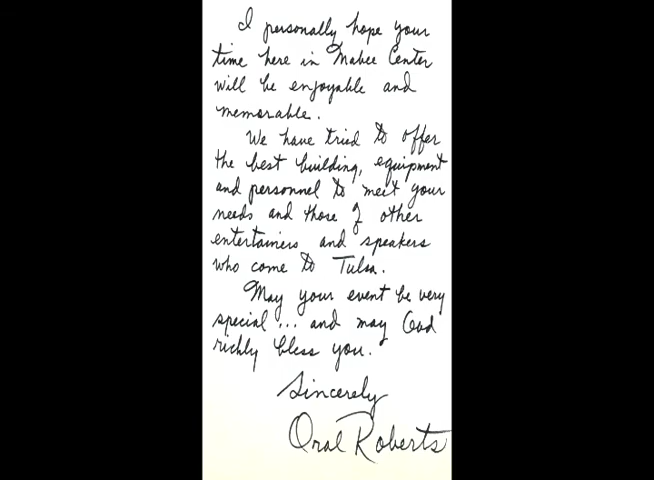 I personally hope your
time here in Mabee Center
will be enjoyable and
memorable.
We have tried to offer
the best building, equipment
and personnel to meet your
needs and those of other
entertainers and speakers
who come to Tulsa.
May your event be very
special... and may God
richly bless you.
Sincerely
Oral Roberts